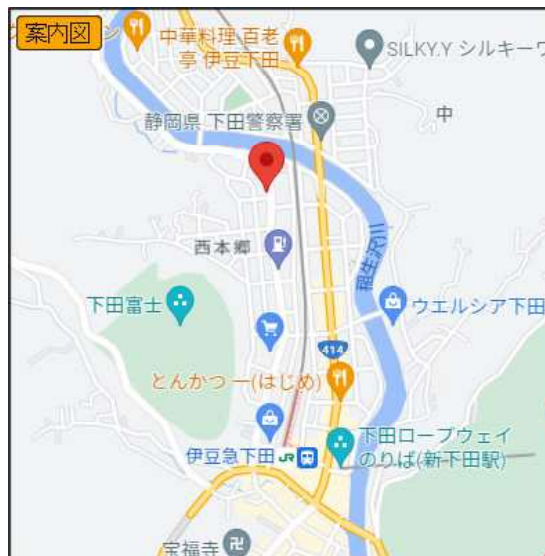 案内図
ン
中華料理 百老
亭 伊豆下田
SILKY.Y シルキーワ
静岡県 下田警察署
中
稲生沢川
西本郷
下田富士
ウエルシア下田
414
とんかつ 一(はじめ)
下田ロープウェイ
のりば(新下田駅)
伊豆急下田 JR
宝福寺